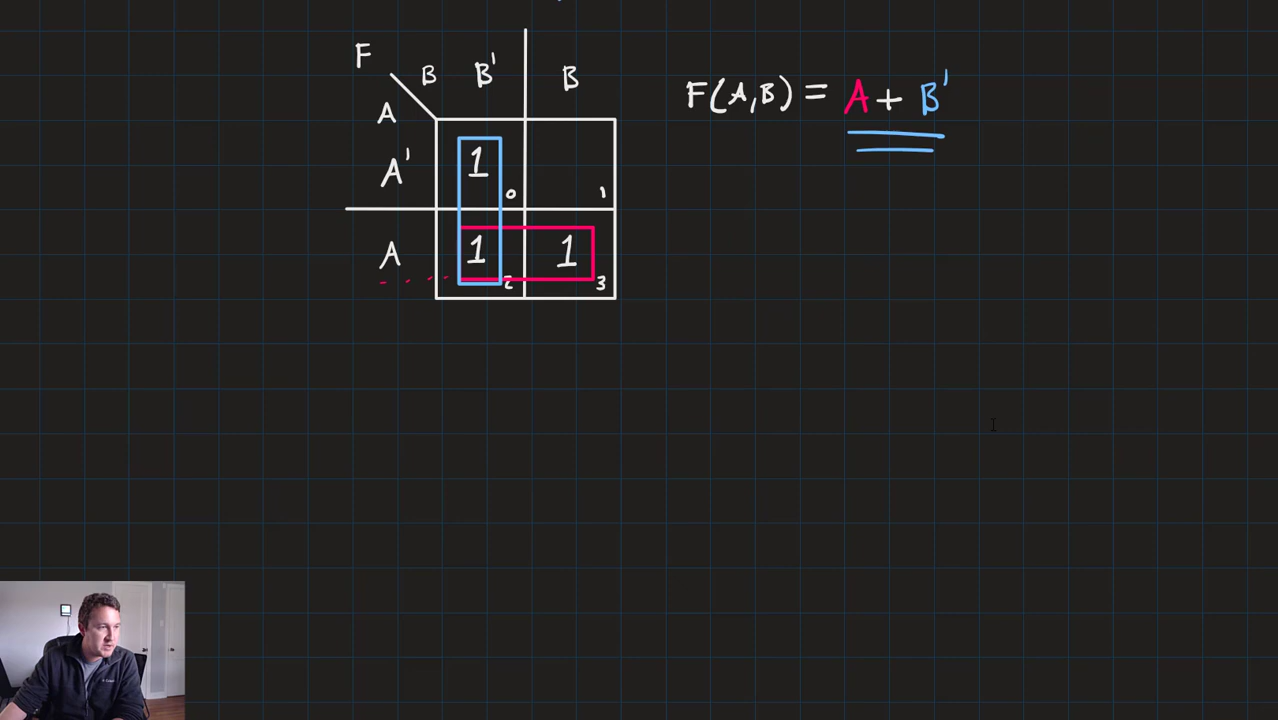 F
B B' B
A
A' 1
0 1
A 1 1
2 3
F(A,B) = A + B'